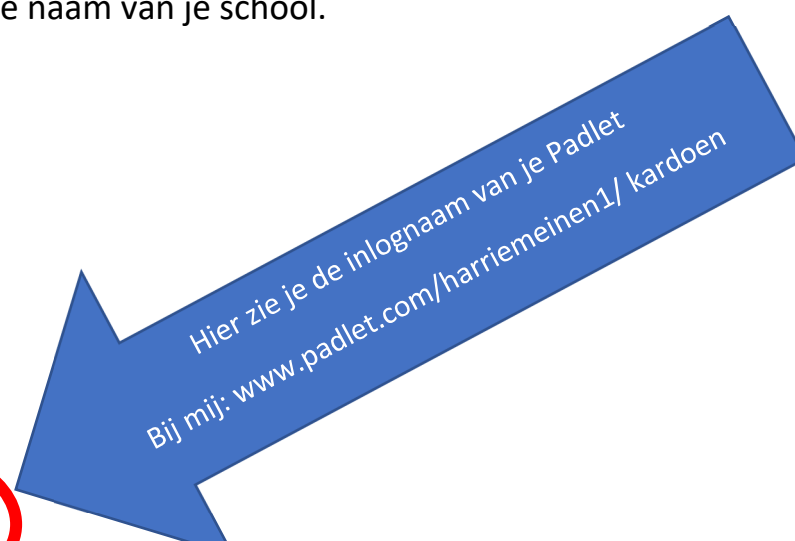 e naam van je school.
Hier zie je de inlognaam van je Padlet
Bij mij: www.padlet.com/harriemeinen1/ kardoen